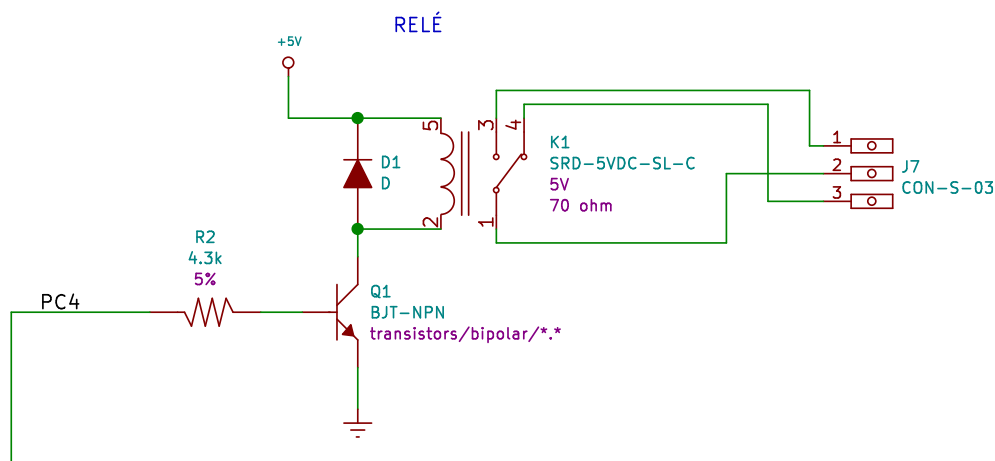 RELÉ
+5V
5
3
4
K1
SRD-5VDC-SL-C
5V
70 ohm
1
2
3
J7
CON-S-03
D1
D
2
1
R2
4.3k
5%
PC4
Q1
BJT-NPN
transistors/bipolar/*.*